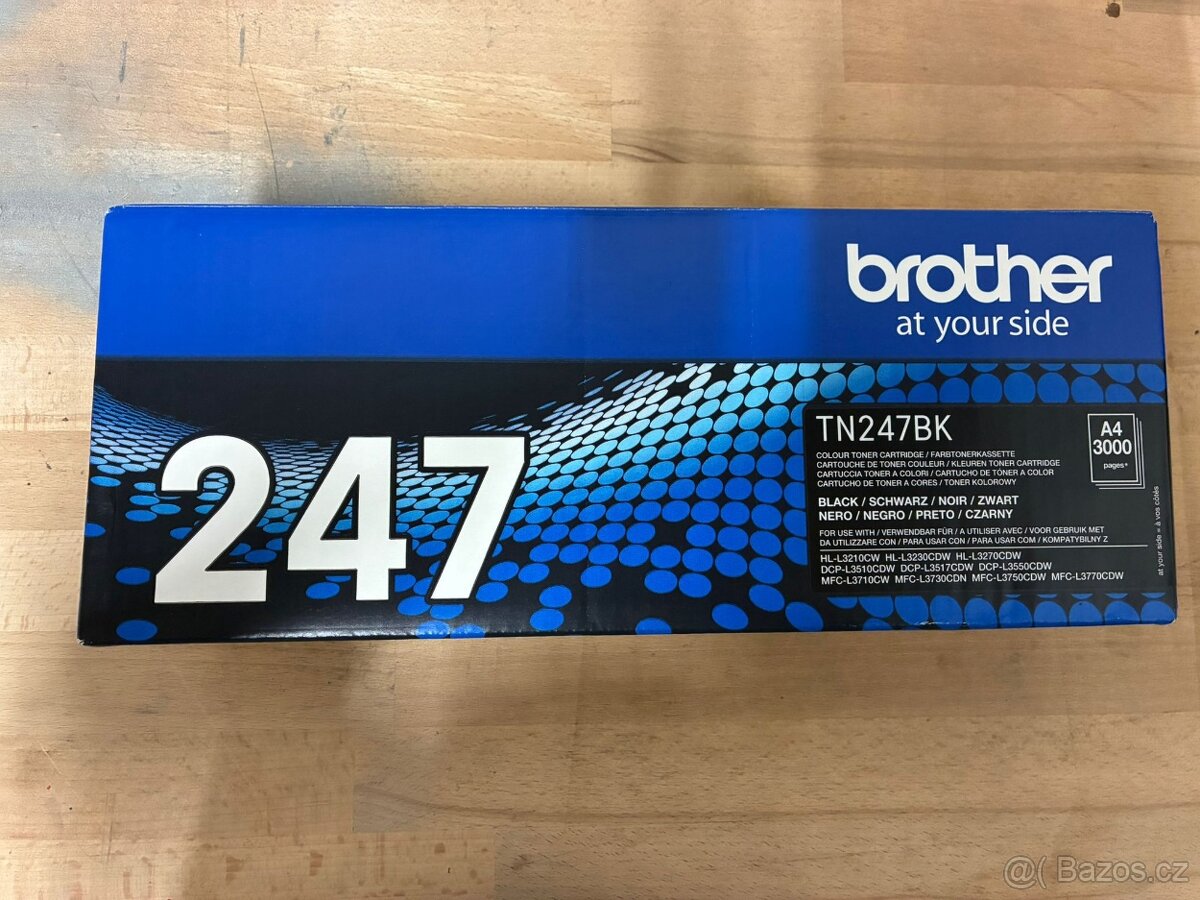 brother
at your side
247
TN247BK
A4
3000
pages*
COLOUR TONER CARTRIDGE / FARBTONERKASSETTE
CARTOUCHE DE TONER COULEUR / KLEUREN TONER CARTRIDGE
CARTUCCIA TONER A COLORI / CARTUCHO DE TONER A COLOR
CARTUCHO DE TONER A CORES / TONER KOLOROWY
BLACK / SCHWARZ / NOIR / ZWART
NERO / NEGRO / PRETO / CZARNY
FOR USE WITH / VERWENDBAR FÜR / A UTILISER AVEC / VOOR GEBRUIK MET
DA UTILIZZARE CON / PARA USAR CON / PARA USAR COM / KOMPATYBILNY Z
HL-L3210CW HL-L3230CDW HL-L3270CDW
DCP-L3510CDW DCP-L3517CDW DCP-L3550CDW
MFC-L3710CW MFC-L3730CDN MFC-L3750CDW MFC-L3770CDW
at your side = à vos côtés
@( Bazos.cz